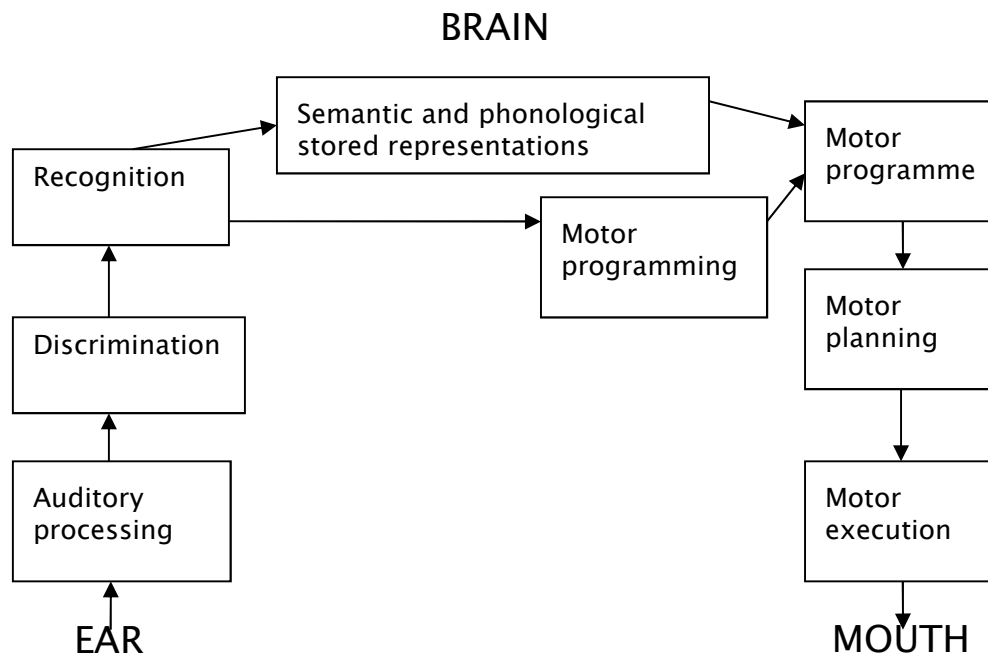 BRAIN
Semantic and phonological
stored representations
Motor
programme
Recognition
Motor
programming
Motor
planning
Discrimination
Auditory
processing
Motor
execution
EAR
MOUTH